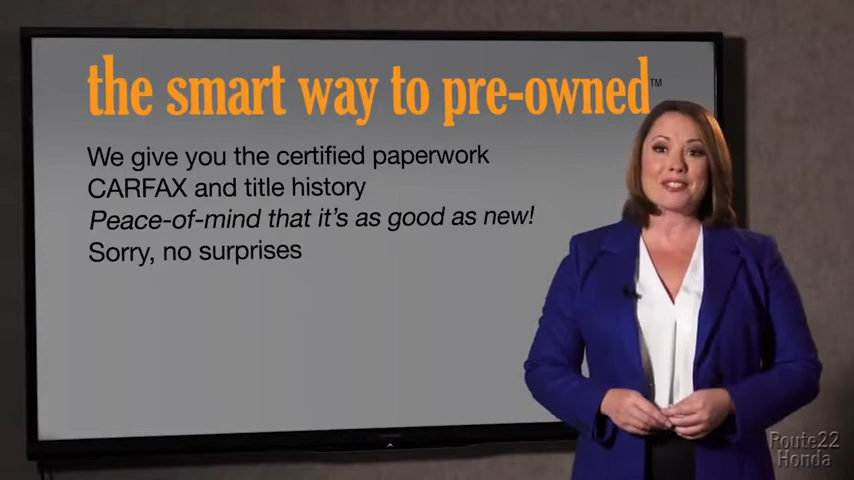 the smart way to pre-owned™
We give you the certified paperwork
CARFAX and title history
Peace-of-mind that it's as good as new!
Sorry, no surprises
Route22
Honda